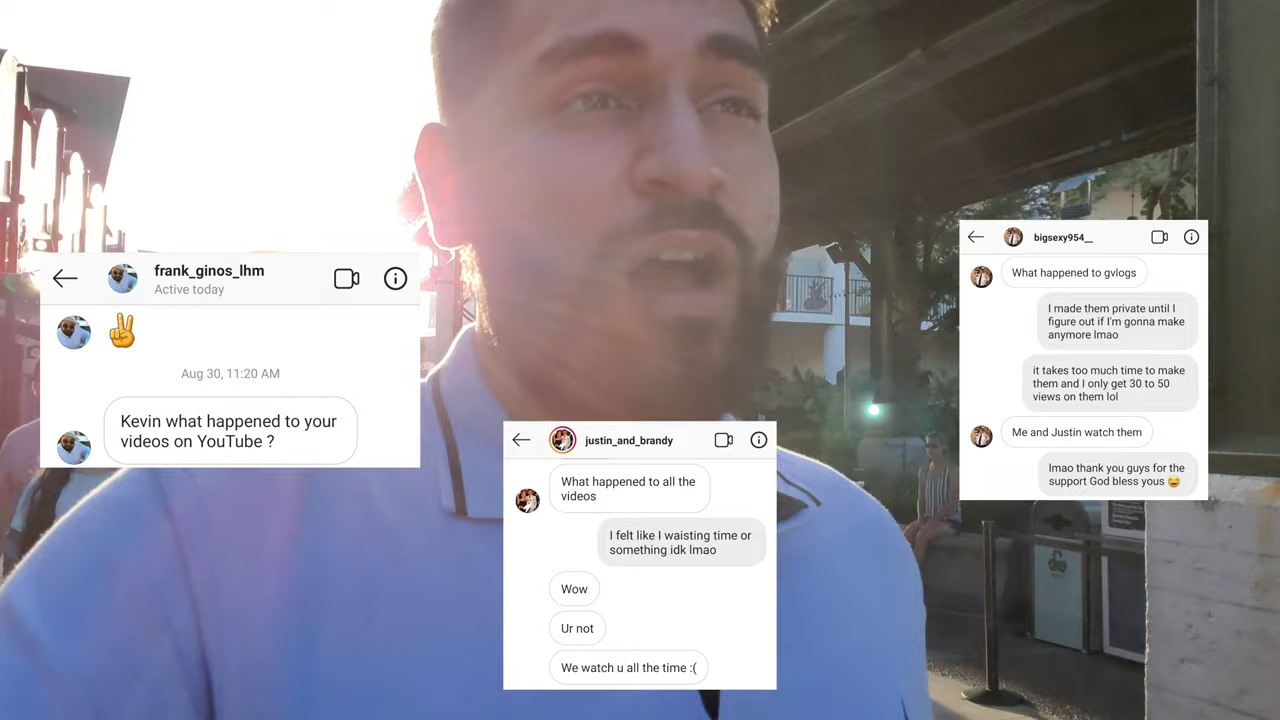 frank_ginos_lhm
Active today
✌️
Aug 30, 11:20 AM
Kevin what happened to your
videos on YouTube ?
justin_and_brandy
What happened to all the
videos
I felt like I waisting time or
something idk lmao
Wow
Ur not
We watch u all the time :(
bigsexy954__
What happened to gvlogs
I made them private until I
figure out if I'm gonna make
anymore lmao
it takes too much time to make
them and I only get 30 to 50
views on them lol
Me and Justin watch them
lmao thank you guys for the
support God bless yous 😅